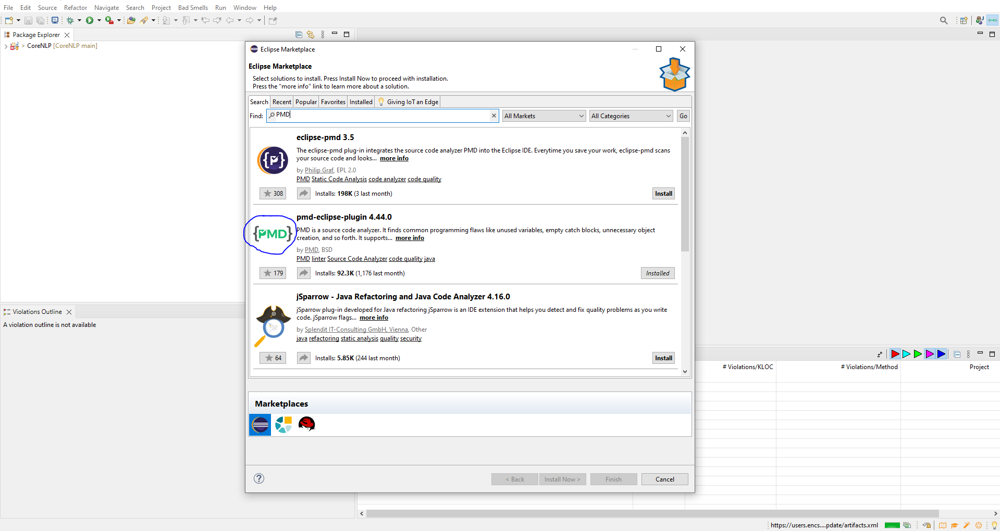 File Edit Source Refactor Navigate Search Project Bad Smells Run Window Help
Package Explorer
> CoreNLP [CoreNLP main]
Violations Outline
A violation outline is not available
Eclipse Marketplace
Eclipse Marketplace
Select solutions to install. Press Install Now to proceed with installation.
Press the "more info" link to learn more about a solution.
Search Recent Popular Favorites Installed Giving IoT an Edge
Find: PMD All Markets All Categories Go
eclipse-pmd 3.5
The eclipse-pmd plug-in integrates the source code analyzer PMD into the Eclipse IDE. Everytime you save your work, eclipse-pmd scans
your source code and looks... more info
by Philip Graf, EPL 2.0
PMD Static Code Analysis code analyzer code quality
308 Installs: 198K (3 last month) Install
pmd-eclipse-plugin 4.44.0
{PMD}
PMD is a source code analyzer. It finds common programming flaws like unused variables, empty catch blocks, unnecessary object
creation, and so forth. It supports... more info
by PMD, BSD
PMD linter Source Code Analyzer code quality java
179 Installs: 92.3K (1,176 last month) Installed
jSparrow - Java Refactoring and Java Code Analyzer 4.16.0
jSparrow plug-in developed for Java refactoring jSparrow is an IDE extension that helps you detect and fix quality problems as you write
code. jSparrow flags... more info
by Splendit IT-Consulting GmbH, Vienna, Other
java refactoring static analysis quality security
64 Installs: 5.85K (244 last month) Install
Marketplaces
< Back Install Now > Finish Cancel
# Violations/KLOC # Violations/Method Project
https://users.encs....pdate/artifacts.xml